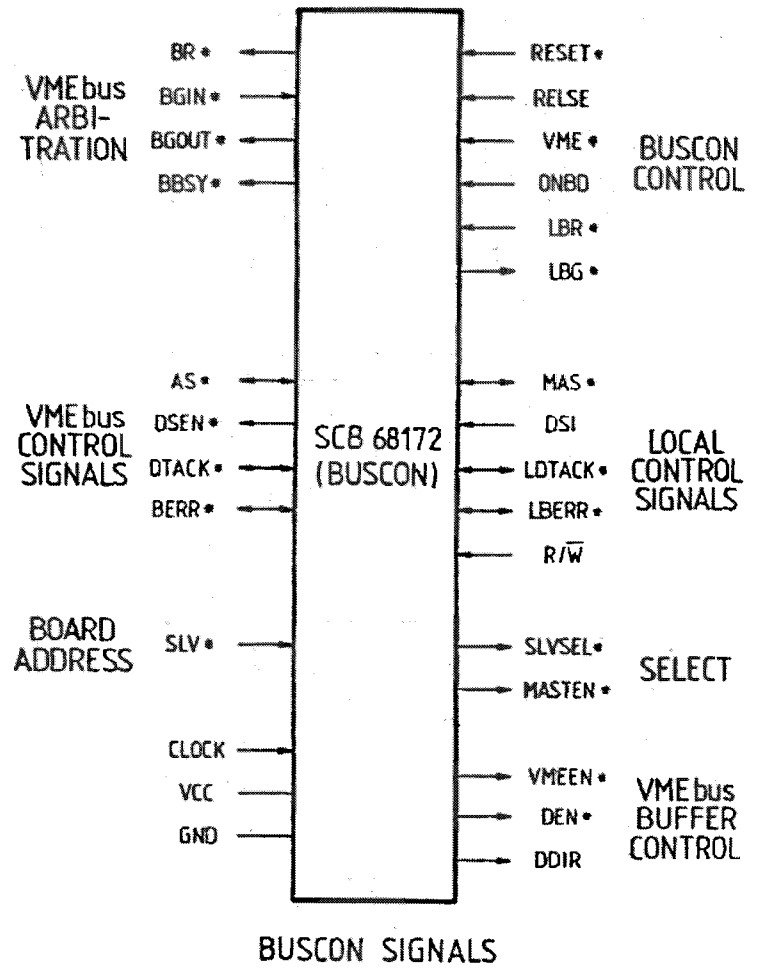 BR*
BGIN*
BGOUT*
BBSY*
VMEbus
ARBI-
TRATION
RESET*
RELSE
VME*
ONBD
LBR*
LBG*
BUSCON
CONTROL
AS*
DSEN*
DTACK*
BERR*
VMEbus
CONTROL
SIGNALS
SCB 68172
(BUSCON)
MAS*
DSI
LDTACK*
LBERR*
R/W̅
LOCAL
CONTROL
SIGNALS
BOARD
ADDRESS
SLV*
SLVSEL*
MASTEN*
SELECT
CLOCK
VCC
GND
VMEEN*
DEN*
DDIR
VMEbus
BUFFER
CONTROL
BUSCON SIGNALS